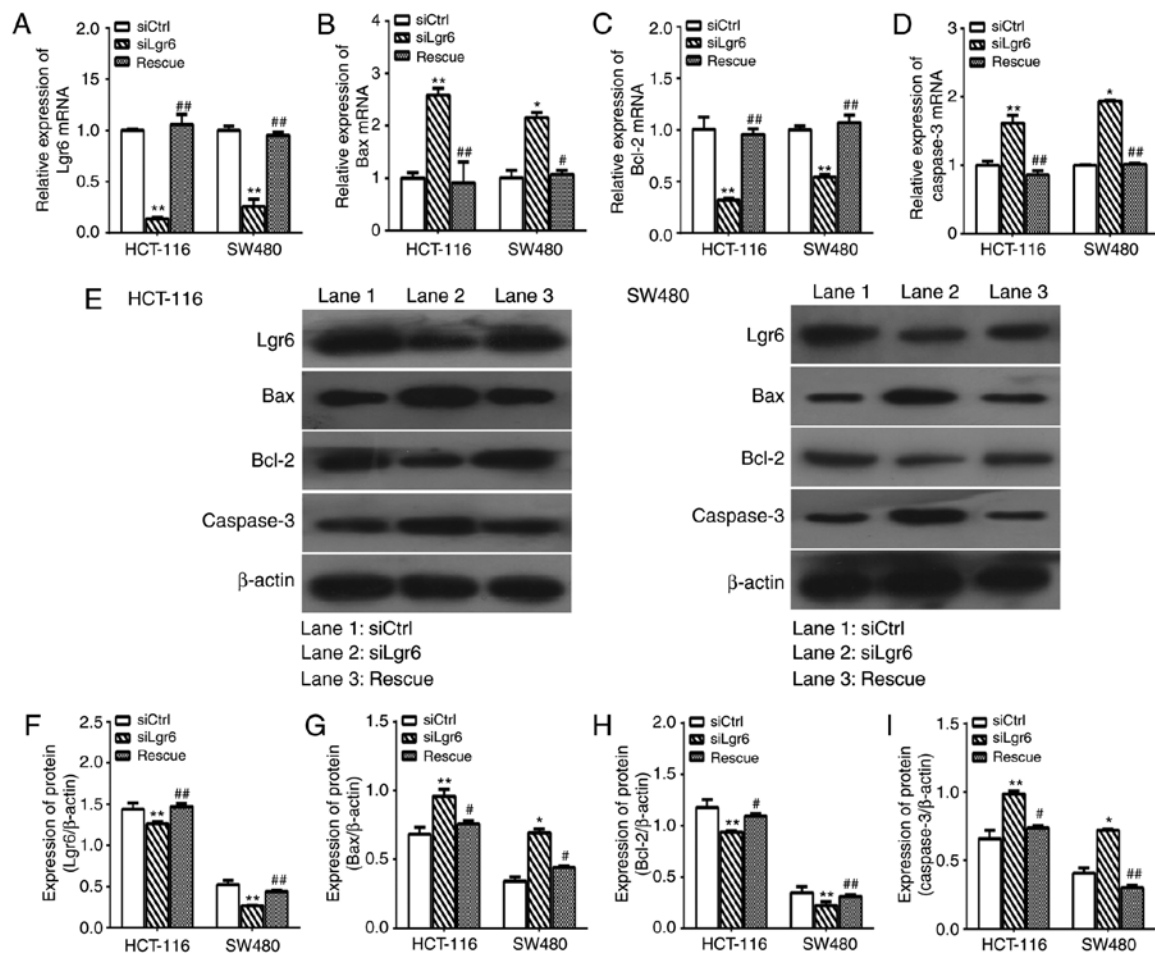 A
Relative expression of
Lgr6 mRNA
siCtrl
siLgr6
Rescue
2.0
1.5
1.0
0.5
0.0
**
##
**
##
HCT-116
SW480
B
Relative expression of
Bax mRNA
siCtrl
siLgr6
Rescue
4
3
2
1
0
**
##
*
#
HCT-116
SW480
C
Relative expression of
Bcl-2 mRNA
siCtrl
siLgr6
Rescue
2.0
1.5
1.0
0.5
0.0
**
##
**
##
HCT-116
SW480
D
Relative expression of
caspase-3 mRNA
siCtrl
siLgr6
Rescue
3
2
1
0
**
##
*
##
HCT-116
SW480
E
HCT-116
Lane 1 Lane 2 Lane 3
Lgr6
Bax
Bcl-2
Caspase-3
β-actin
Lane 1: siCtrl
Lane 2: siLgr6
Lane 3: Rescue
SW480
Lane 1 Lane 2 Lane 3
Lgr6
Bax
Bcl-2
Caspase-3
β-actin
Lane 1: siCtrl
Lane 2: siLgr6
Lane 3: Rescue
F
Expression of protein
(Lgr6/β-actin)
siCtrl
siLgr6
Rescue
2.5
2.0
1.5
1.0
0.5
0.0
**
##
**
##
HCT-116
SW480
G
Expression of protein
(Bax/β-actin)
siCtrl
siLgr6
Rescue
1.5
1.0
0.5
0.0
**
#
*
#
HCT-116
SW480
H
Expression of protein
(Bcl-2/β-actin)
siCtrl
siLgr6
Rescue
2.0
1.5
1.0
0.5
0.0
**
#
**
##
HCT-116
SW480
I
Expression of protein
(caspase-3/β-actin)
siCtrl
siLgr6
Rescue
1.5
1.0
0.5
0.0
**
#
*
##
HCT-116
SW480